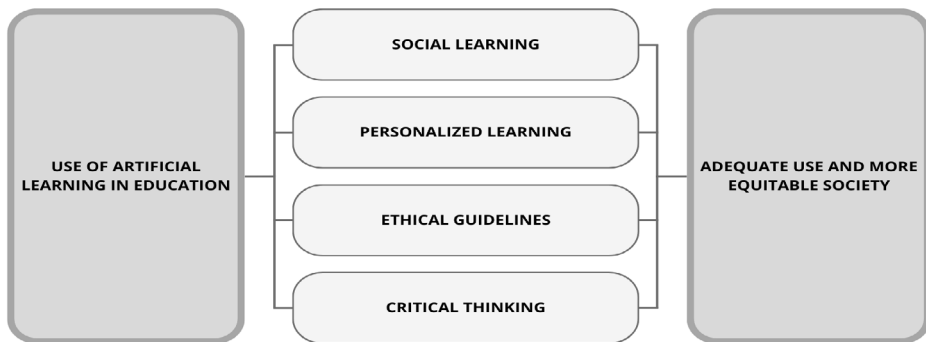 USE OF ARTIFICIAL
LEARNING IN EDUCATION
SOCIAL LEARNING
PERSONALIZED LEARNING
ETHICAL GUIDELINES
CRITICAL THINKING
ADEQUATE USE AND MORE
EQUITABLE SOCIETY